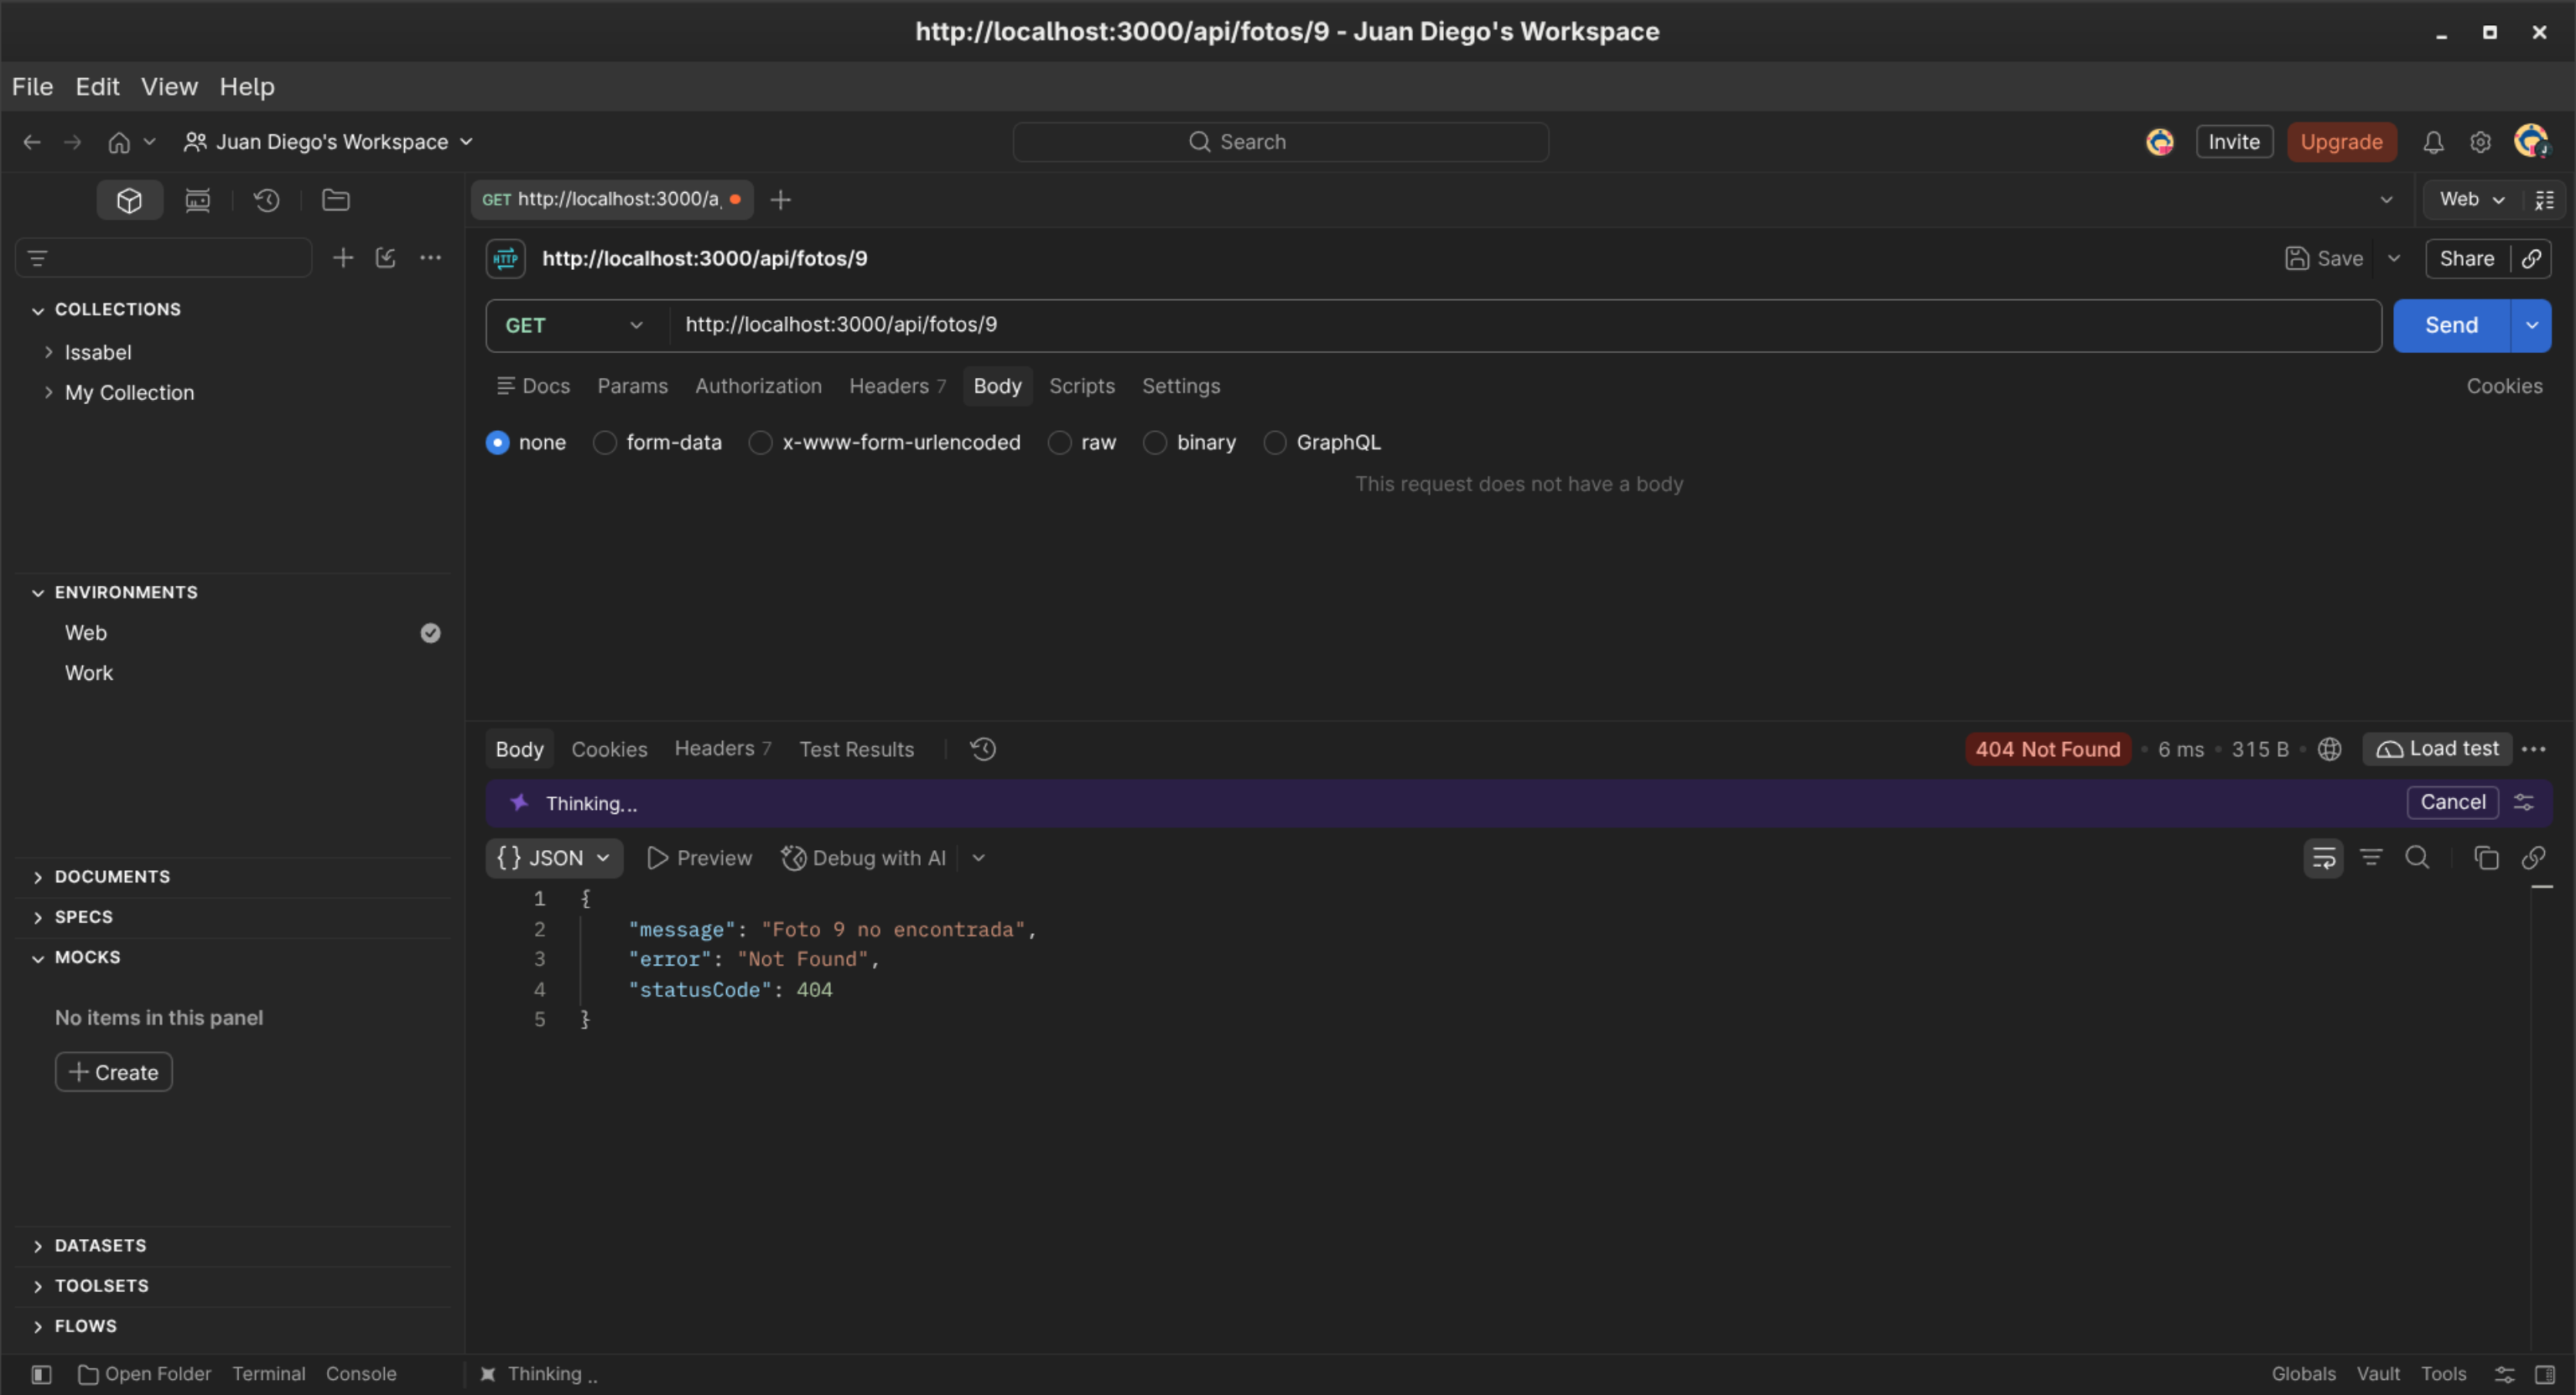 http://localhost:3000/api/fotos/9 - Juan Diego's Workspace
File Edit View Help
Juan Diego's Workspace
Search
Invite
Upgrade
GET http://localhost:3000/a
Web
HTTP
http://localhost:3000/api/fotos/9
Save
Share
COLLECTIONS
Issabel
My Collection
GET
http://localhost:3000/api/fotos/9
Send
Docs Params Authorization Headers 7 Body Scripts Settings
Cookies
none form-data x-www-form-urlencoded raw binary GraphQL
This request does not have a body
ENVIRONMENTS
Web
Work
Body Cookies Headers 7 Test Results
404 Not Found • 6 ms • 315 B •
Load test
Thinking...
Cancel
{} JSON
Preview
Debug with AI
1 {
2 "message": "Foto 9 no encontrada",
3 "error": "Not Found",
4 "statusCode": 404
5 }
DOCUMENTS
SPECS
MOCKS
No items in this panel
Create
DATASETS
TOOLSETS
FLOWS
Open Folder Terminal Console
Thinking ..
Globals Vault Tools